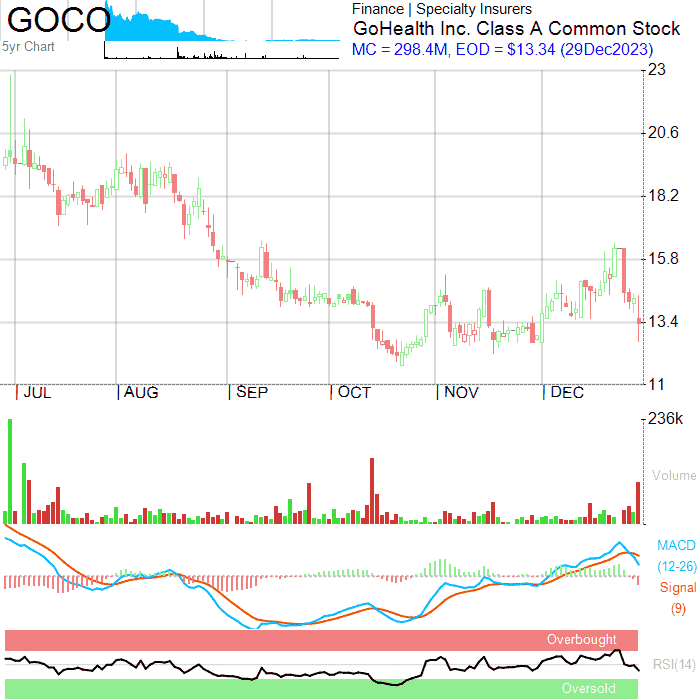 GOCO
5yr Chart
Finance | Specialty Insurers
GoHealth Inc. Class A Common Stock
MC = 298.4M, EOD = $13.34 (29Dec2023)
23
20.6
18.2
15.8
13.4
11
JUL AUG SEP OCT NOV DEC
236k
Volume
MACD
(12-26)
Signal
(9)
Overbought
RSI(14)
Oversold